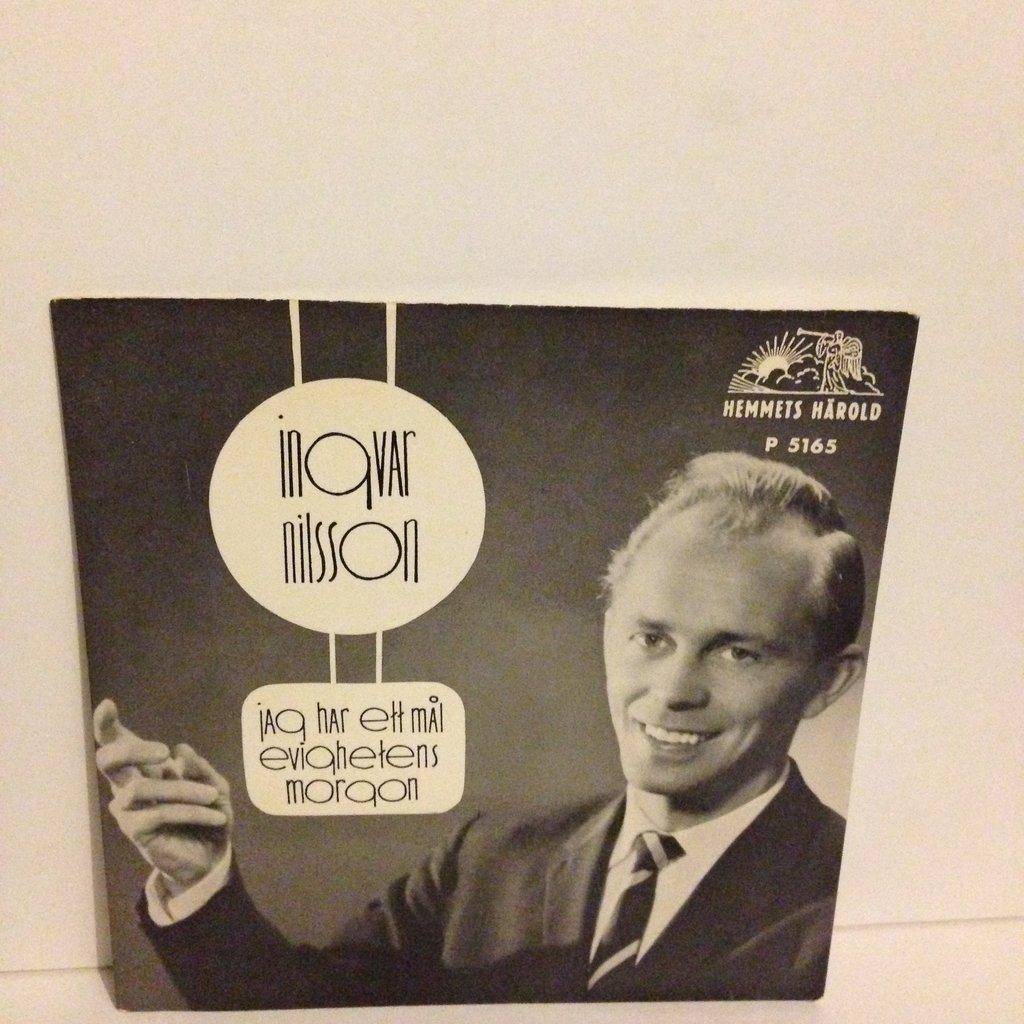 ingvar
nilsson
jag har ett mål
evighetens
morgon
HEMMETS HÄROLD
P 5165